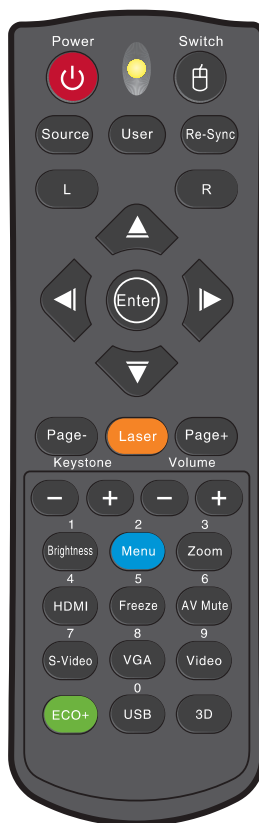 Power Switch
Source User Re-Sync
L R
Enter
Page- Laser Page+
Keystone Volume
− + − +
1 2 3
Brightness Menu Zoom
4 5 6
HDMI Freeze AV Mute
7 8 9
S-Video VGA Video
0
ECO+ USB 3D